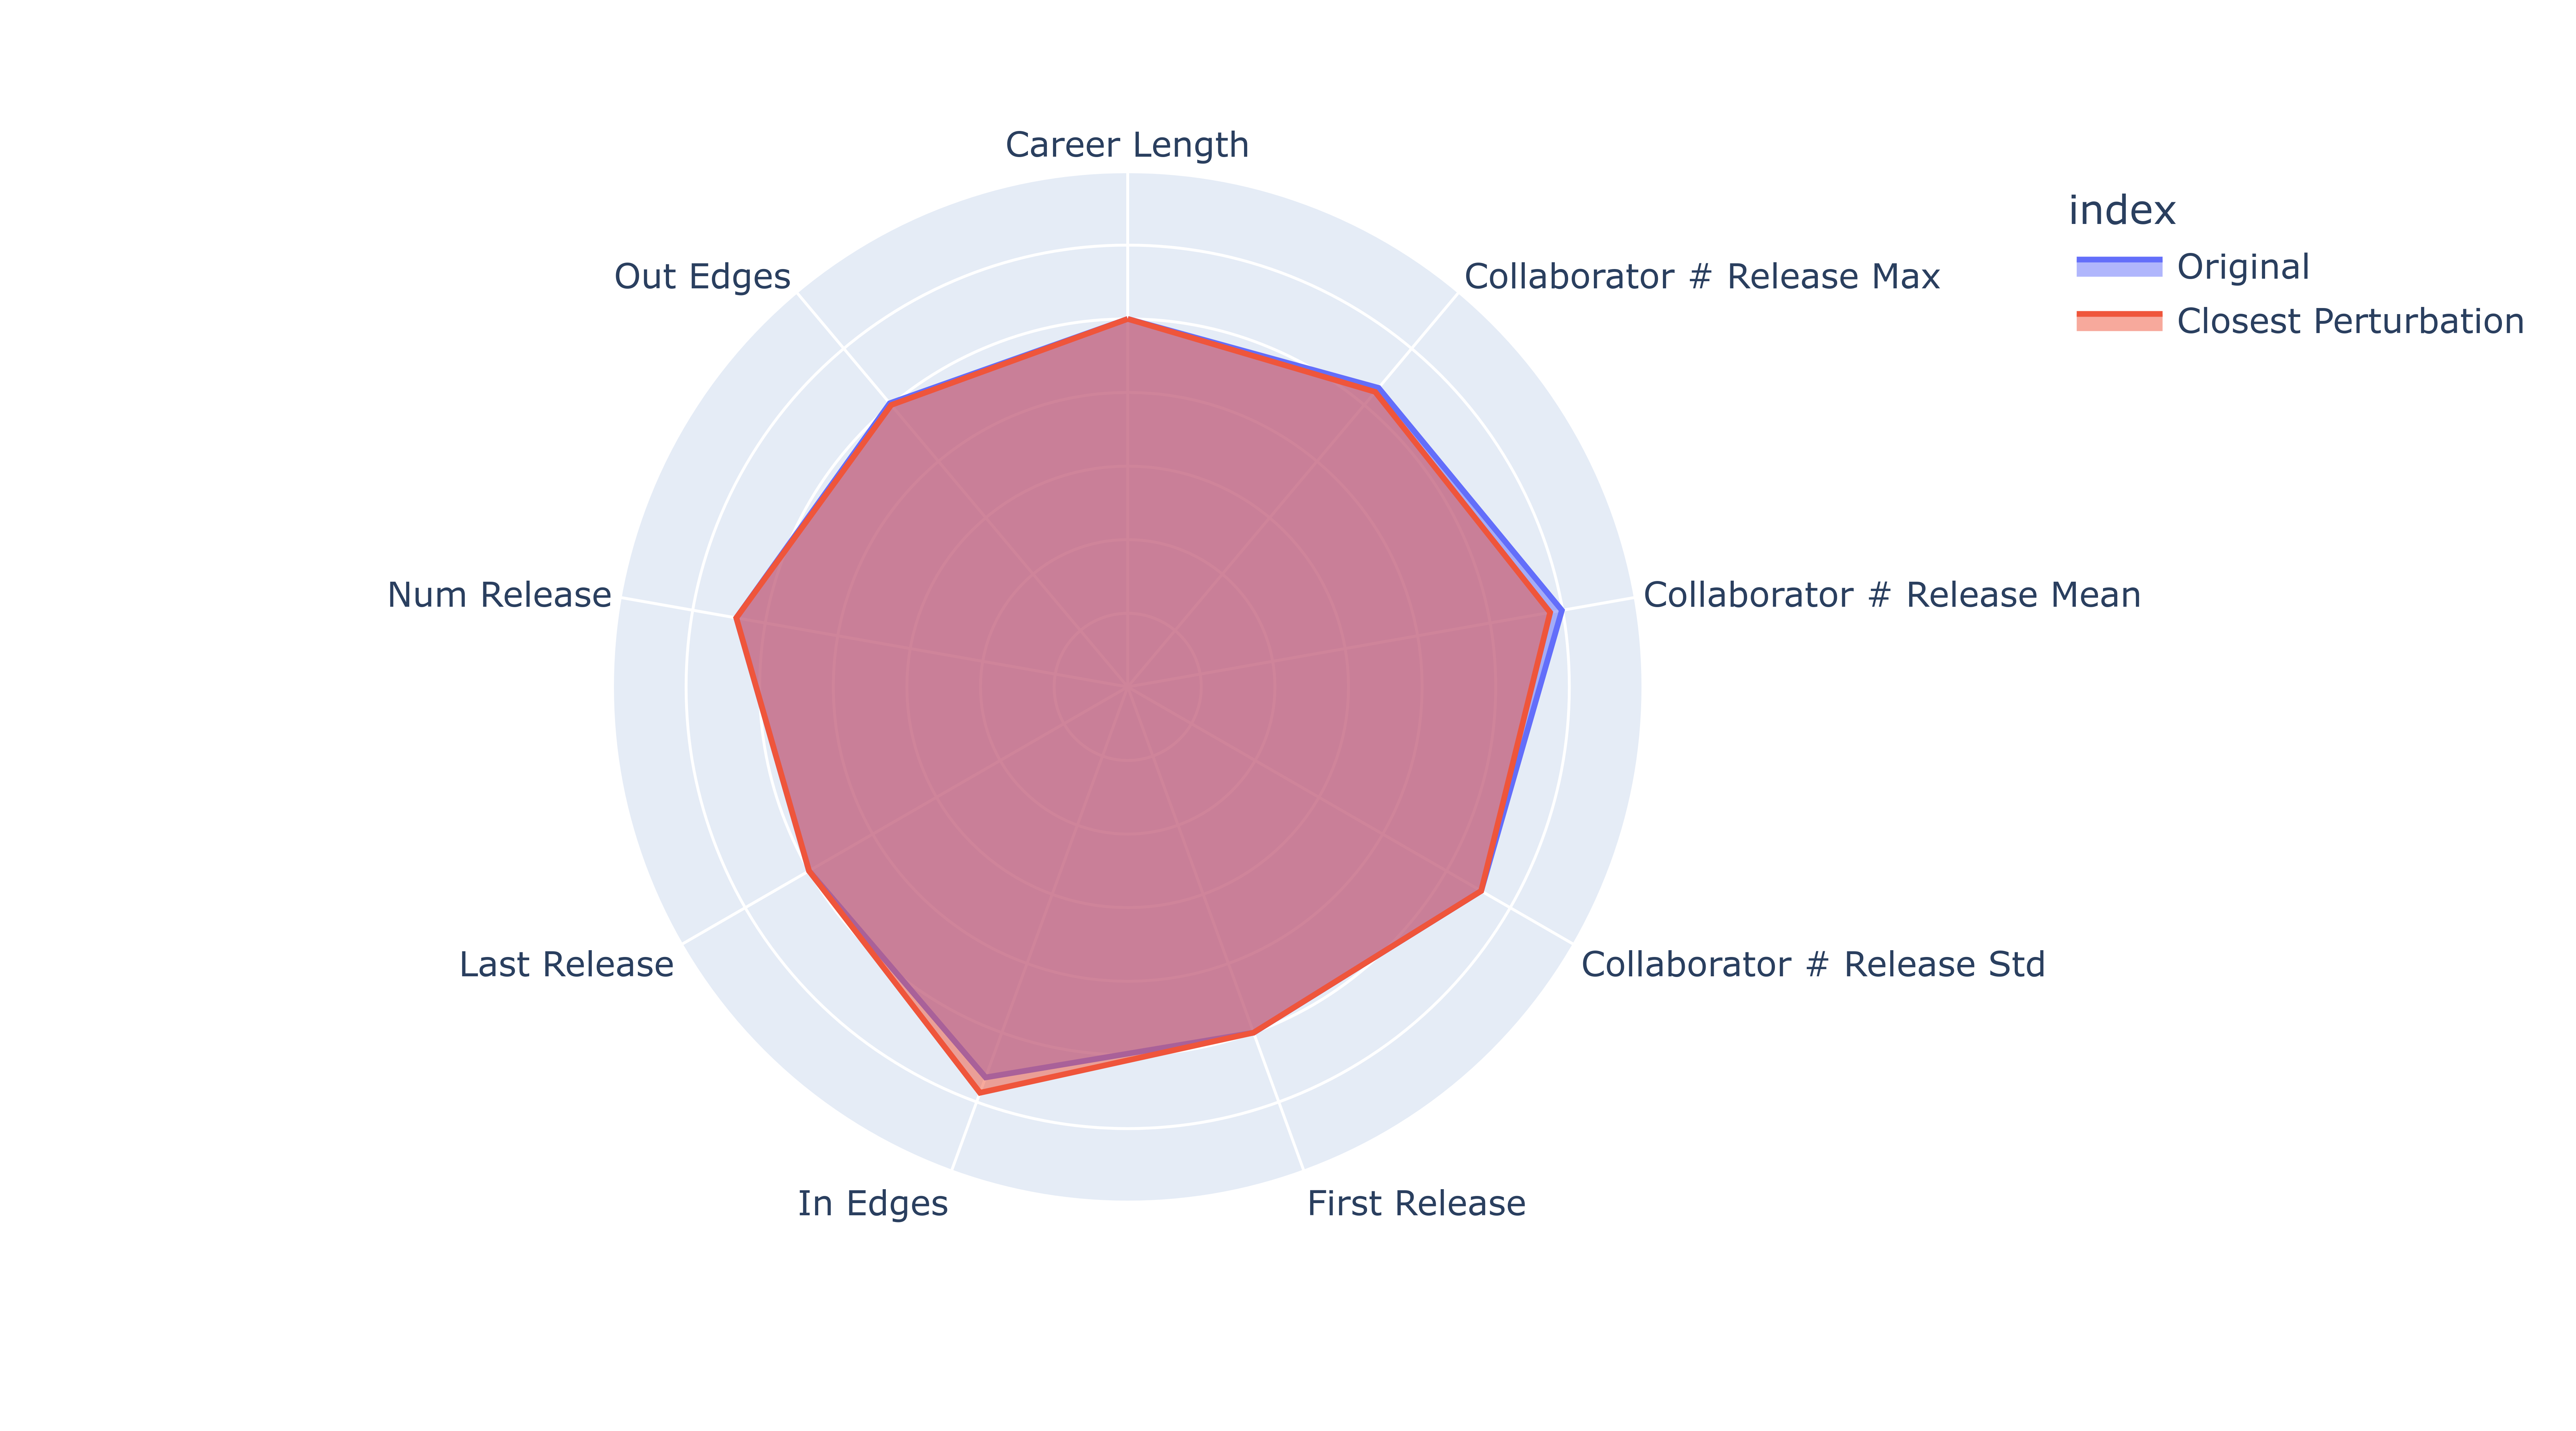 Career Length
index
Out Edges
Collaborator # Release Max
Original
Closest Perturbation
Num Release
Collaborator # Release Mean
Last Release
Collaborator # Release Std
In Edges
First Release